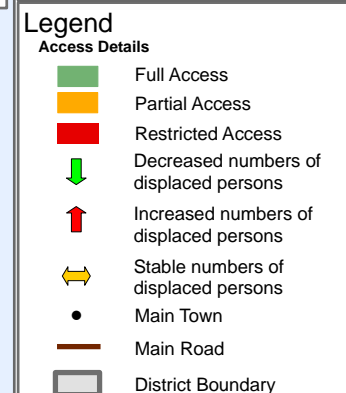 Legend
Access Details
Full Access
Partial Access
Restricted Access
Decreased numbers of
displaced persons
Increased numbers of
displaced persons
Stable numbers of
displaced persons
Main Town
Main Road
District Boundary